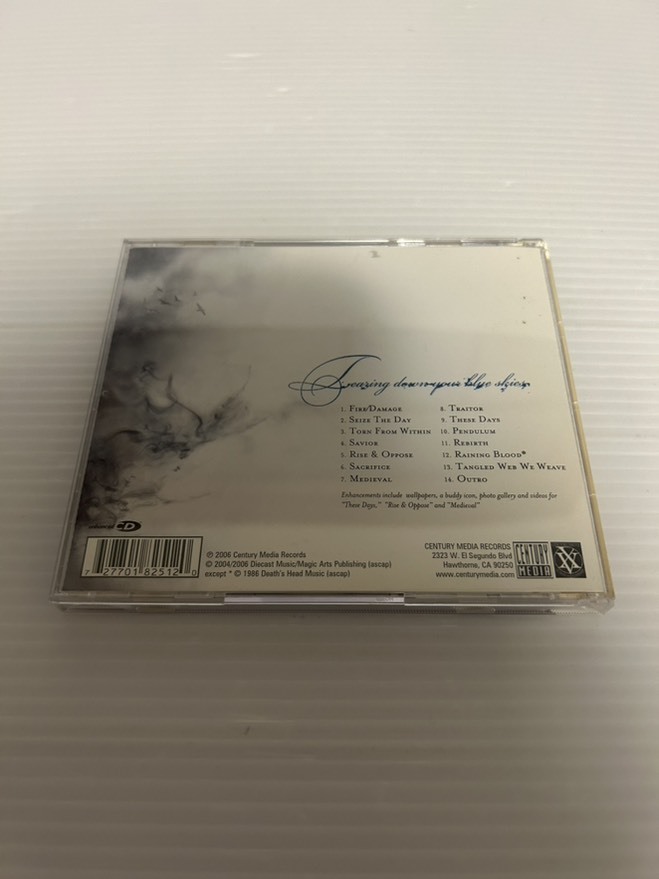 Tearing down your blue skies
1. Fire/Damage
2. Seize The Day
3. Torn From Within
4. Savior
5. Rise & Oppose
6. Sacrifice
7. Medieval
8. Traitor
9. These Days
10. Pendulum
11. Rebirth
12. Raining Blood*
13. Tangled Web We Weave
14. Outro
Enhancements include wallpapers, a buddy icon, photo gallery and videos for
"These Days," "Rise & Oppose" and "Medieval"
enhanced CD
7 27701 82512 0
℗ 2006 Century Media Records
© 2004/2006 Diecast Music/Magic Arts Publishing (ascap)
except * © 1986 Death's Head Music (ascap)
CENTURY MEDIA RECORDS
2323 W. El Segundo Blvd
Hawthorne, CA 90250
www.centurymedia.com
CENTURY
MEDIA